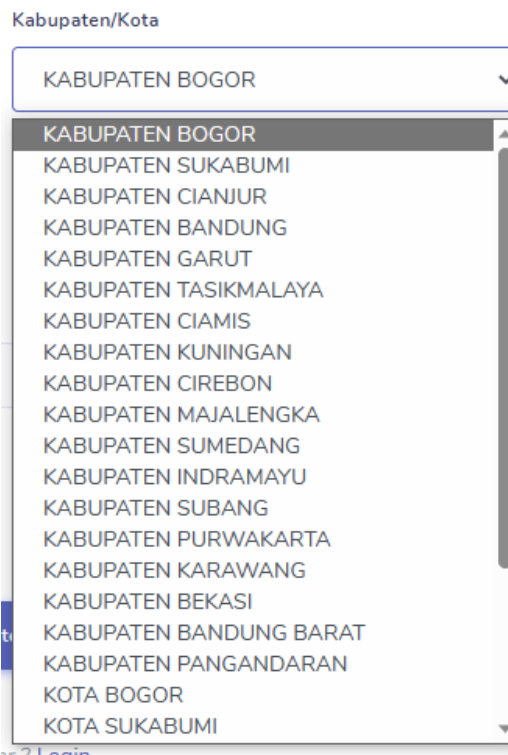 Kabupaten/Kota
KABUPATEN BOGOR
KABUPATEN BOGOR
KABUPATEN SUKABUMI
KABUPATEN CIANJUR
KABUPATEN BANDUNG
KABUPATEN GARUT
KABUPATEN TASIKMALAYA
KABUPATEN CIAMIS
KABUPATEN KUNINGAN
KABUPATEN CIREBON
KABUPATEN MAJALENGKA
KABUPATEN SUMEDANG
KABUPATEN INDRAMAYU
KABUPATEN SUBANG
KABUPATEN PURWAKARTA
KABUPATEN KARAWANG
KABUPATEN BEKASI
KABUPATEN BANDUNG BARAT
KABUPATEN PANGANDARAN
KOTA BOGOR
KOTA SUKABUMI
? Login